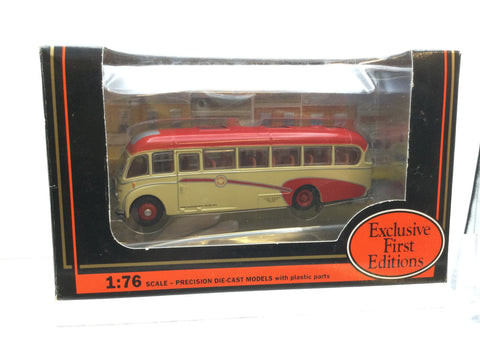 Exclusive
First
Editions
1:76 SCALE – PRECISION DIE-CAST MODELS with plastic parts